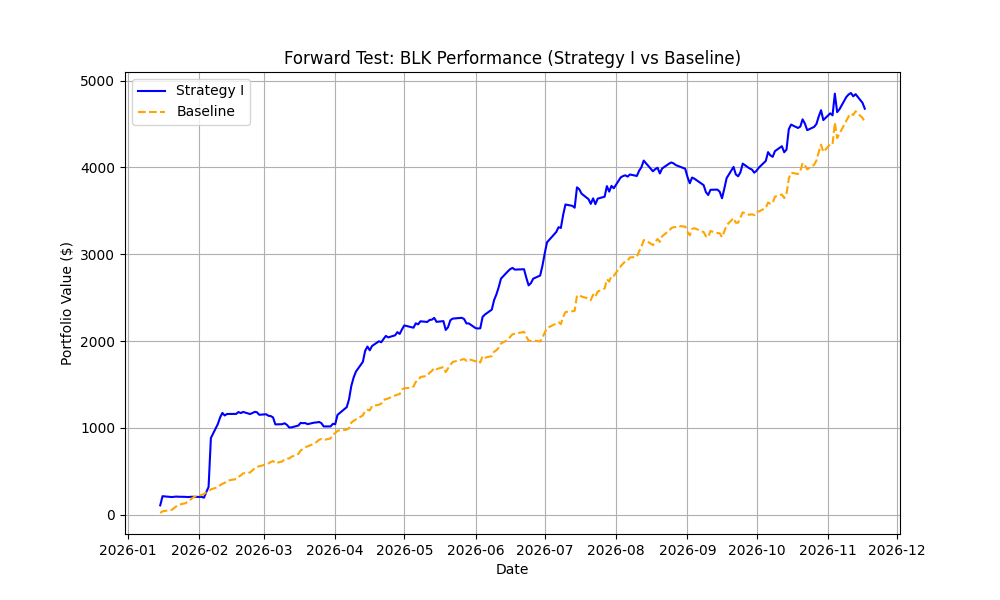 Forward Test: BLK Performance (Strategy I vs Baseline)
Strategy I
Baseline
Portfolio Value ($)
5000
4000
3000
2000
1000
0
2026-01 2026-02 2026-03 2026-04 2026-05 2026-06 2026-07 2026-08 2026-09 2026-10 2026-11 2026-12
Date